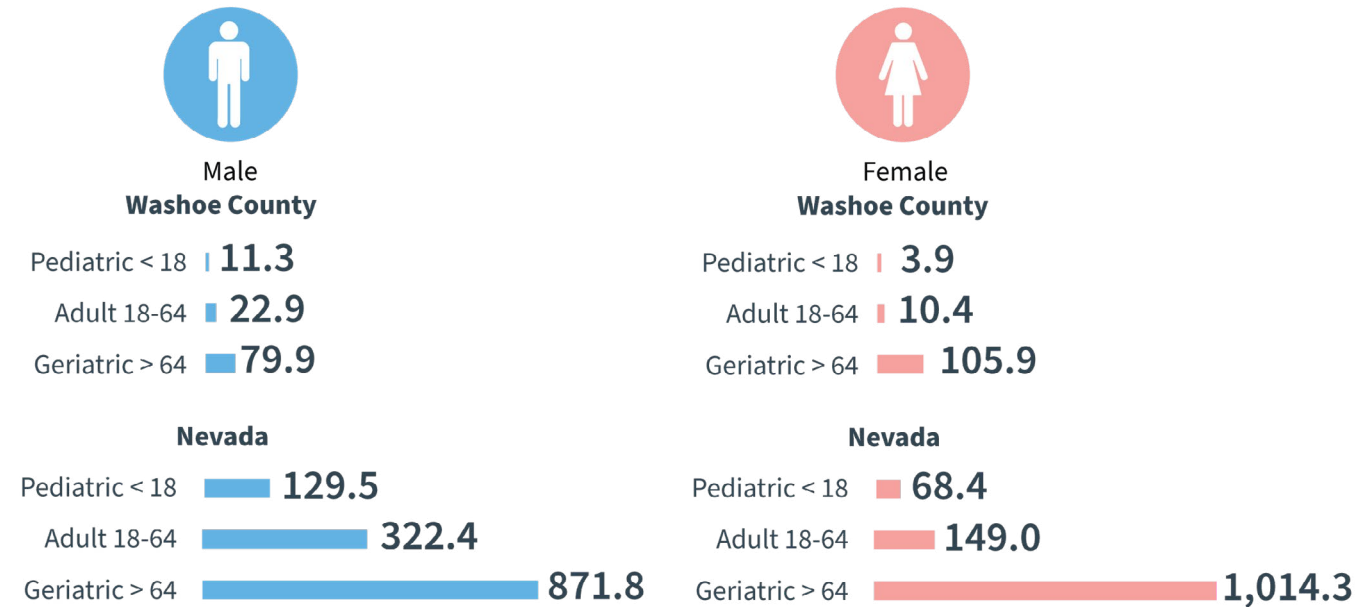 Male
Washoe County
Pediatric < 18 11.3
Adult 18-64 22.9
Geriatric > 64 79.9
Nevada
Pediatric < 18 129.5
Adult 18-64 322.4
Geriatric > 64 871.8
Female
Washoe County
Pediatric < 18 3.9
Adult 18-64 10.4
Geriatric > 64 105.9
Nevada
Pediatric < 18 68.4
Adult 18-64 149.0
Geriatric > 64 1,014.3